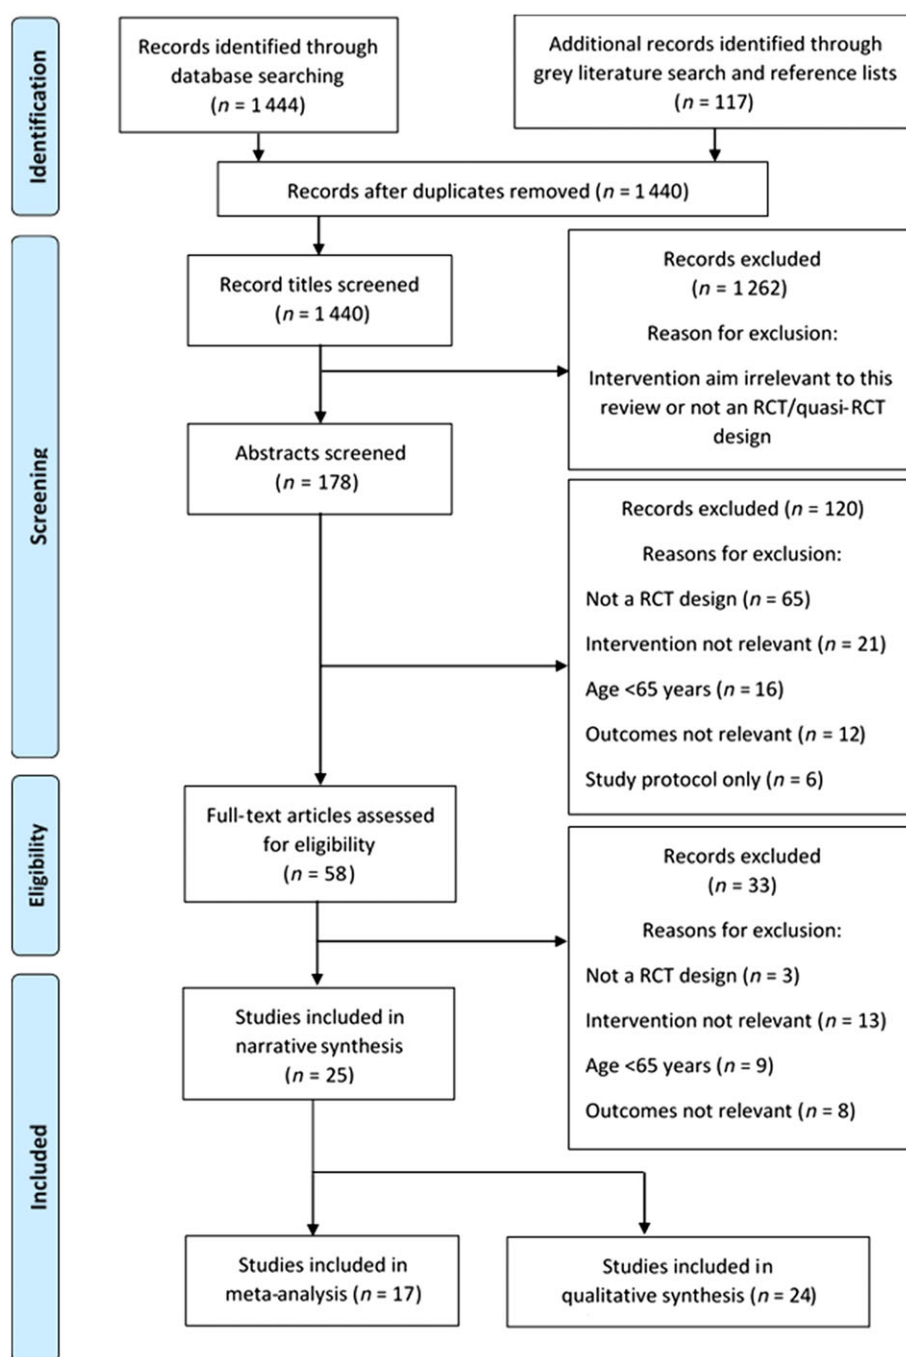 Identification
Records identified through
database searching
(n = 1 444)
Additional records identified through
grey literature search and reference lists
(n = 117)
Records after duplicates removed (n = 1 440)
Screening
Record titles screened
(n = 1 440)
Records excluded
(n = 1 262)
Reason for exclusion:
Intervention aim irrelevant to this
review or not an RCT/quasi-RCT
design
Abstracts screened
(n = 178)
Records excluded (n = 120)
Reasons for exclusion:
Not a RCT design (n = 65)
Intervention not relevant (n = 21)
Age <65 years (n = 16)
Outcomes not relevant (n = 12)
Study protocol only (n = 6)
Eligibility
Full-text articles assessed
for eligibility
(n = 58)
Records excluded
(n = 33)
Reasons for exclusion:
Not a RCT design (n = 3)
Intervention not relevant (n = 13)
Age <65 years (n = 9)
Outcomes not relevant (n = 8)
Included
Studies included in
narrative synthesis
(n = 25)
Studies included in
meta-analysis (n = 17)
Studies included in
qualitative synthesis (n = 24)